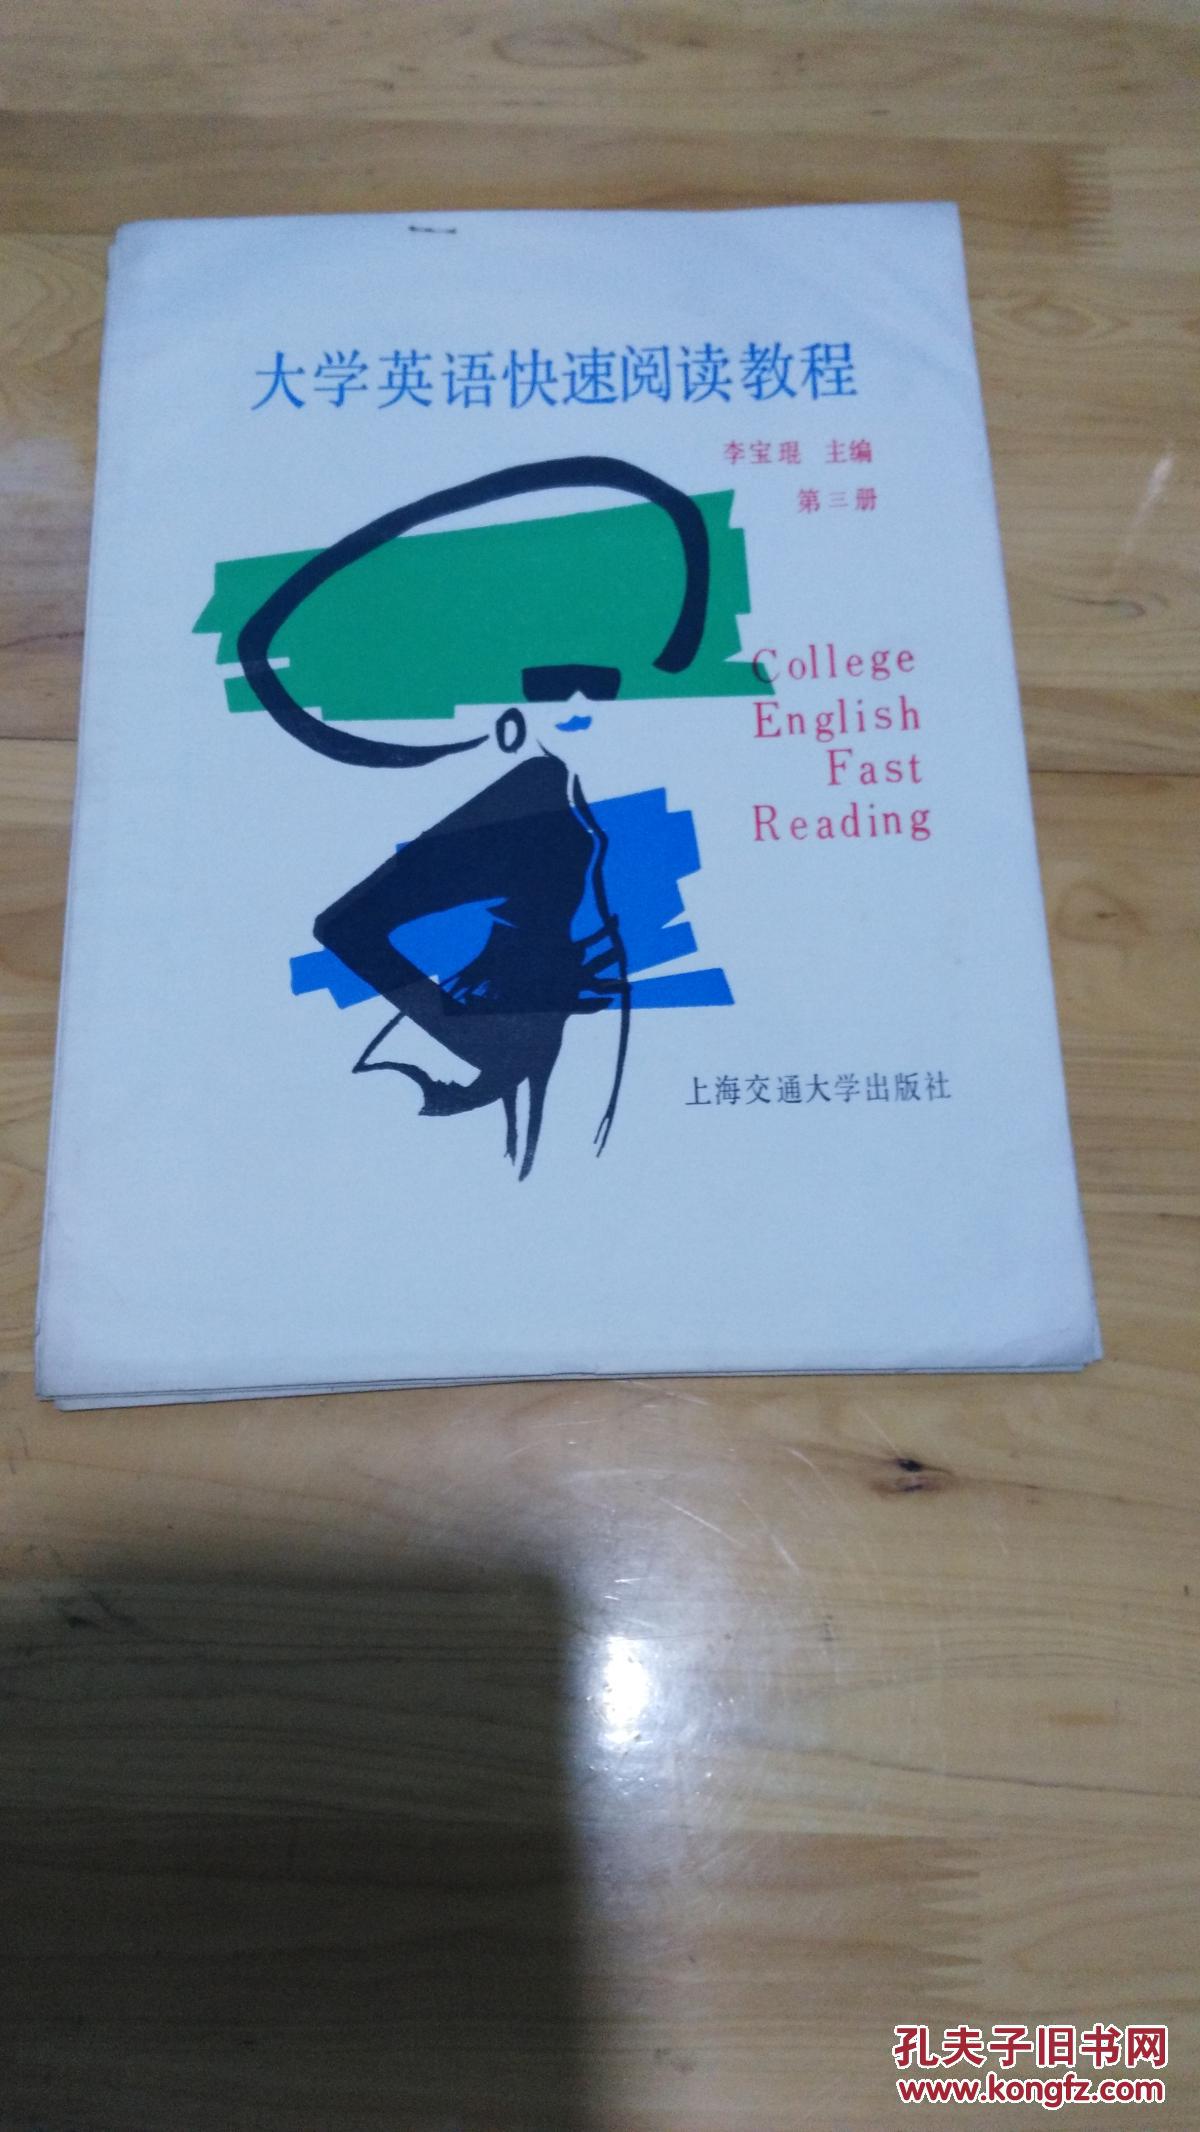 大学英语快速阅读教程
李宝琨 主编
第三册
College
English
Fast
Reading
上海交通大学出版社
孔夫子旧书网
www.kongfz.com